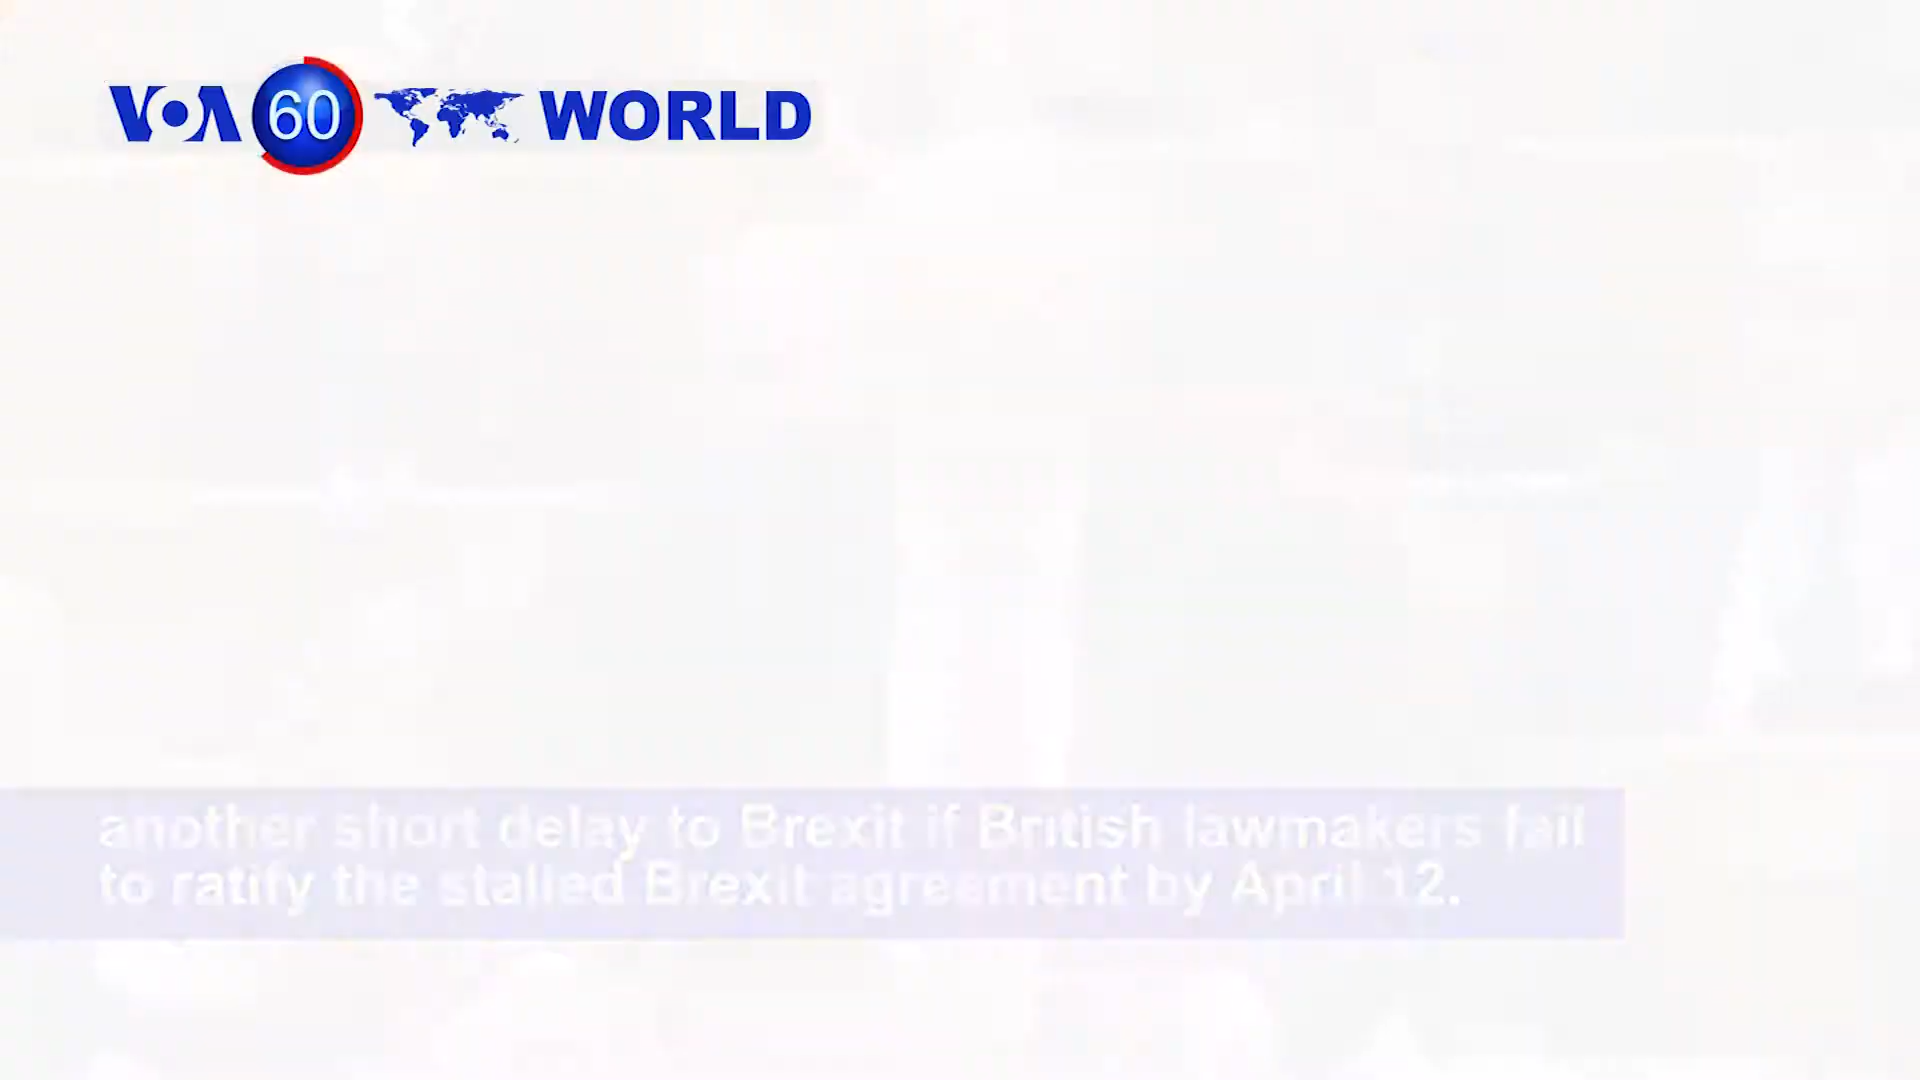 VOA 60 WORLD
another short delay to Brexit if British lawmakers fail
to ratify the stalled Brexit agreement by April 12.